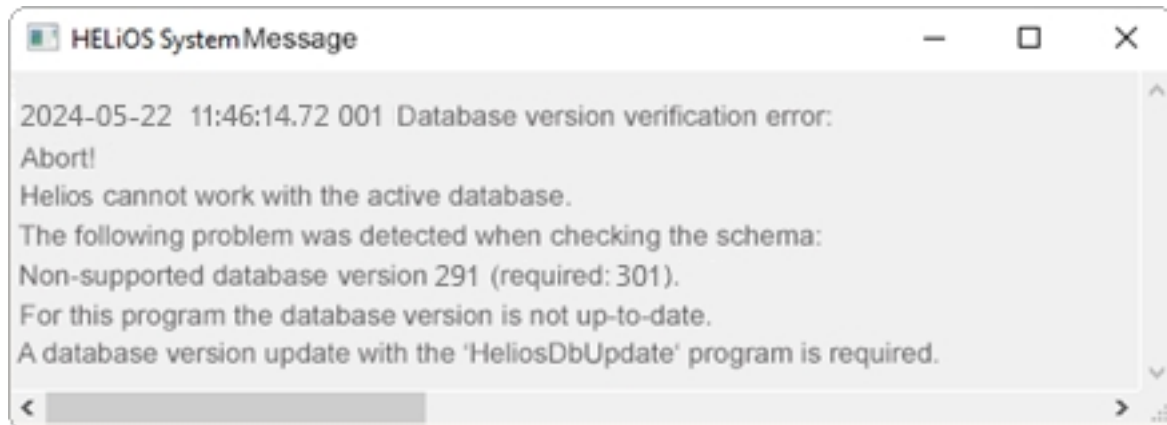 HELiOS System Message
2024-05-22 11:46:14.72 001 Database version verification error:
Abort!
Helios cannot work with the active database.
The following problem was detected when checking the schema:
Non-supported database version 291 (required: 301).
For this program the database version is not up-to-date.
A database version update with the ‘HeliosDbUpdate‘ program is required.